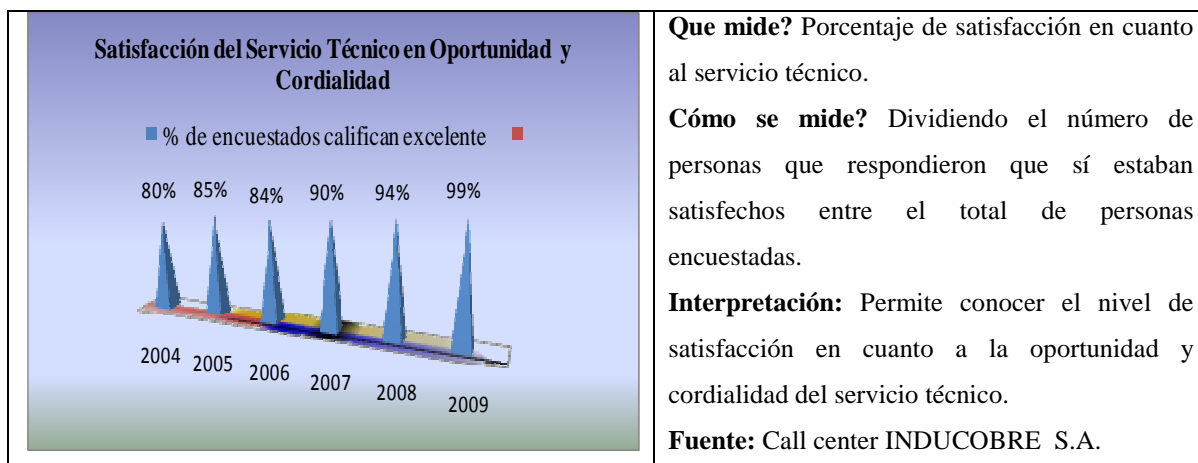 Satisfacción del Servicio Técnico en Oportunidad y
Cordialidad
% de encuestados califican excelente
80% 85% 84% 90% 94% 99%
2004 2005 2006 2007 2008 2009
Que mide? Porcentaje de satisfacción en cuanto
al servicio técnico.
Cómo se mide? Dividiendo el número de
personas que respondieron que sí estaban
satisfechos entre el total de personas
encuestadas.
Interpretación: Permite conocer el nivel de
satisfacción en cuanto a la oportunidad y
cordialidad del servicio técnico.
Fuente: Call center INDUCOBRE S.A.